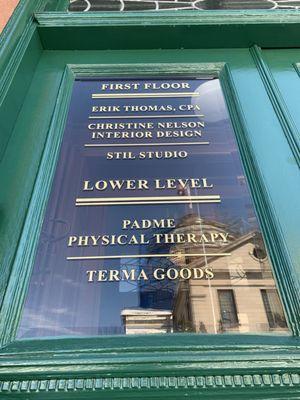 FIRST FLOOR
ERIK THOMAS, CPA
CHRISTINE NELSON
INTERIOR DESIGN
STIL STUDIO
LOWER LEVEL
PADME
PHYSICAL THERAPY
TERMA GOODS